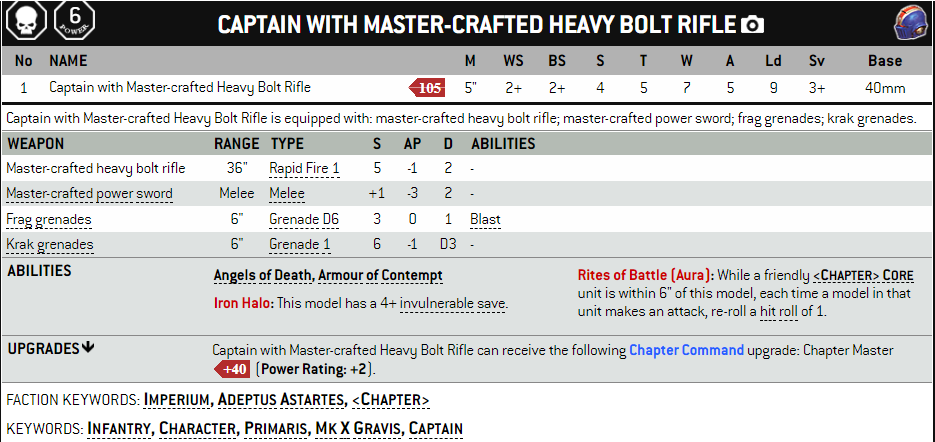 6
POWER
CAPTAIN WITH MASTER-CRAFTED HEAVY BOLT RIFLE
No NAME M WS BS S T W A Ld Sv Base
1 Captain with Master-crafted Heavy Bolt Rifle 105 5" 2+ 2+ 4 5 7 5 9 3+ 40mm
Captain with Master-crafted Heavy Bolt Rifle is equipped with: master-crafted heavy bolt rifle; master-crafted power sword; frag grenades; krak grenades.
WEAPON RANGE TYPE S AP D ABILITIES
Master-crafted heavy bolt rifle 36" Rapid Fire 1 5 -1 2 -
Master-crafted power sword Melee Melee +1 -3 2 -
Frag grenades 6" Grenade D6 3 0 1 Blast
Krak grenades 6" Grenade 1 6 -1 D3 -
ABILITIES
Angels of Death, Armour of Contempt
Iron Halo: This model has a 4+ invulnerable save.
Rites of Battle (Aura): While a friendly <CHAPTER> CORE
unit is within 6" of this model, each time a model in that
unit makes an attack, re-roll a hit roll of 1.
UPGRADES
Captain with Master-crafted Heavy Bolt Rifle can receive the following Chapter Command upgrade: Chapter Master
+40 (Power Rating: +2).
FACTION KEYWORDS: IMPERIUM, ADEPTUS ASTARTES, <CHAPTER>
KEYWORDS: INFANTRY, CHARACTER, PRIMARIS, MK X GRAVIS, CAPTAIN